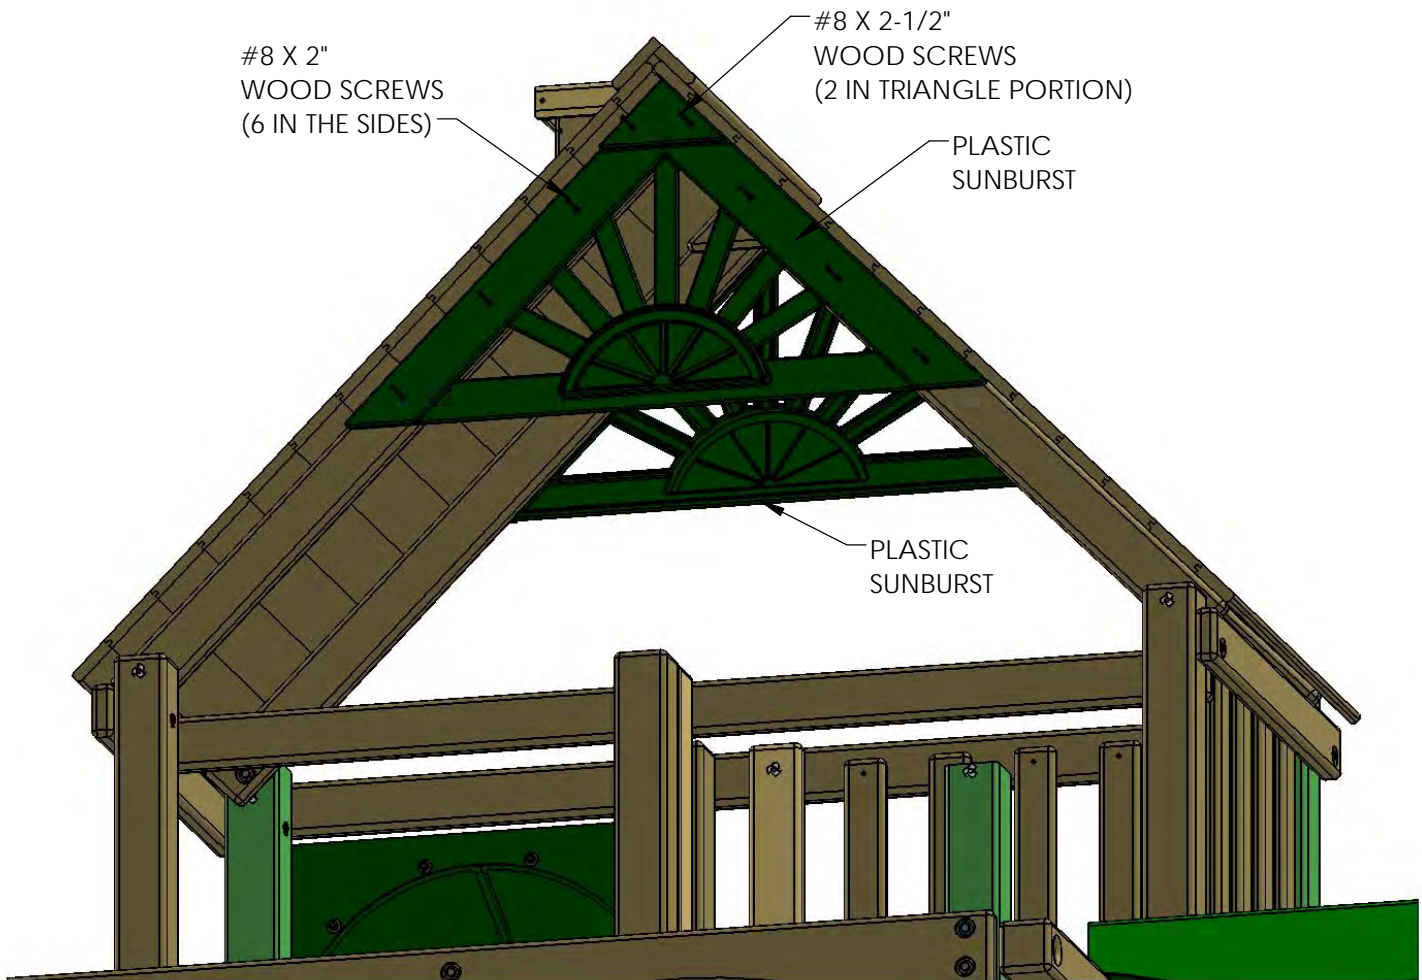 #8 X 2"
WOOD SCREWS
(6 IN THE SIDES)
#8 X 2-1/2"
WOOD SCREWS
(2 IN TRIANGLE PORTION)
PLASTIC
SUNBURST
PLASTIC
SUNBURST